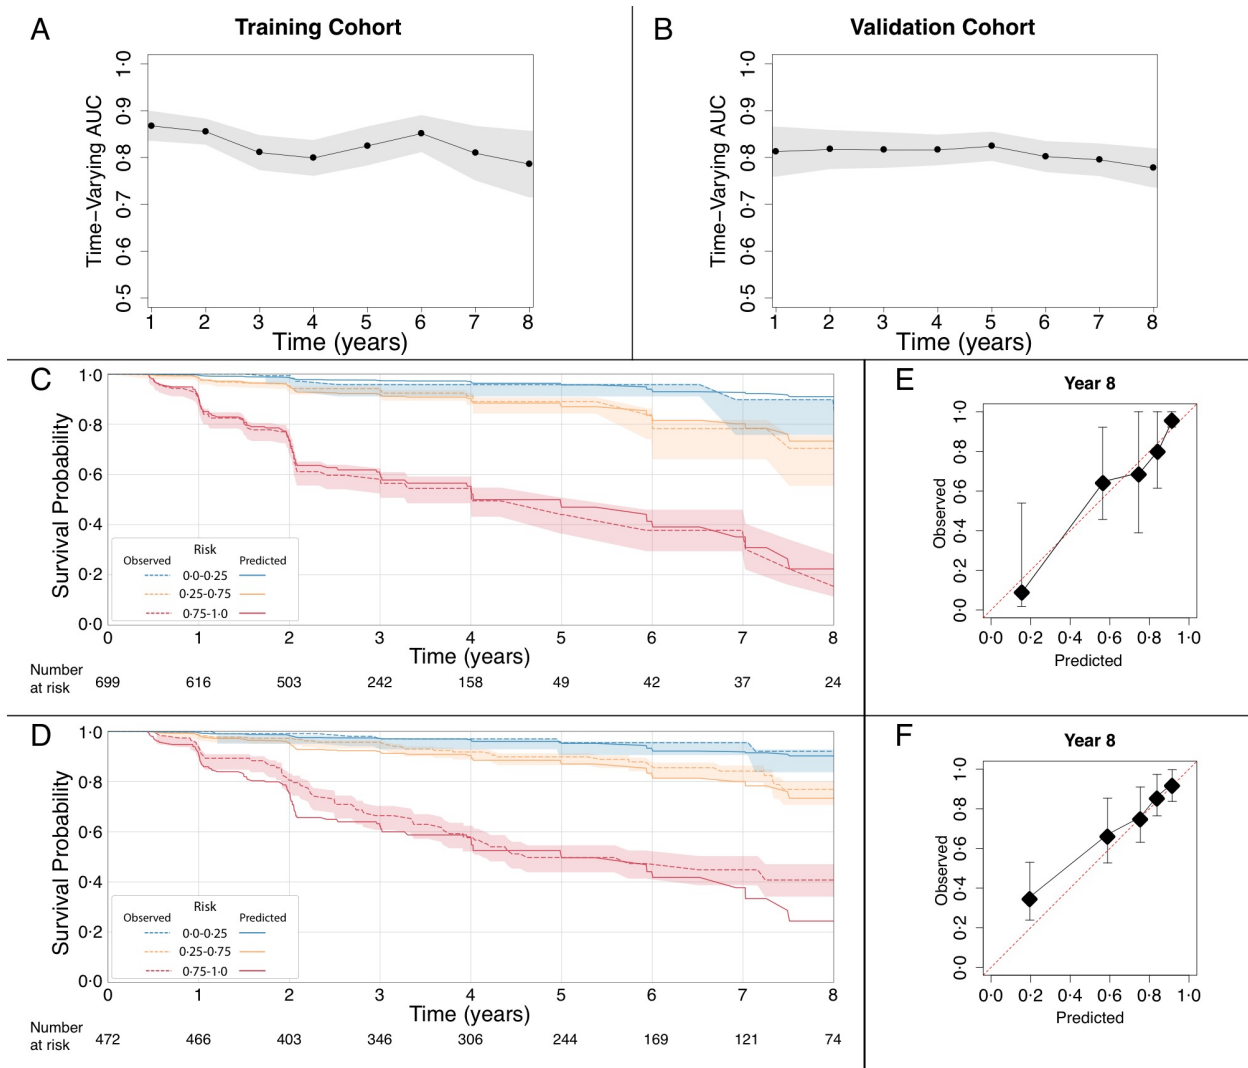 A
Training Cohort
Time-Varying AUC
1·0
0·9
0·8
0·7
0·6
0·5
1 2 3 4 5 6 7 8
Time (years)
B
Validation Cohort
Time-Varying AUC
1·0
0·9
0·8
0·7
0·6
0·5
1 2 3 4 5 6 7 8
Time (years)
C
Survival Probability
1·0
0·8
0·6
0·4
0·2
0·0
Risk
Observed Predicted
0·0-0·25
0·25-0·75
0·75-1·0
0 1 2 3 4 5 6 7 8
Time (years)
Number
at risk
699 616 503 242 158 49 42 37 24
E
Year 8
Observed
1·0
0·8
0·6
0·4
0·2
0·0
0·0 0·2 0·4 0·6 0·8 1·0
Predicted
D
Survival Probability
1·0
0·8
0·6
0·4
0·2
0·0
Risk
Observed Predicted
0·0-0·25
0·25-0·75
0·75-1·0
0 1 2 3 4 5 6 7 8
Time (years)
Number
at risk
472 466 403 346 306 244 169 121 74
F
Year 8
Observed
1·0
0·8
0·6
0·4
0·2
0·0
0·0 0·2 0·4 0·6 0·8 1·0
Predicted